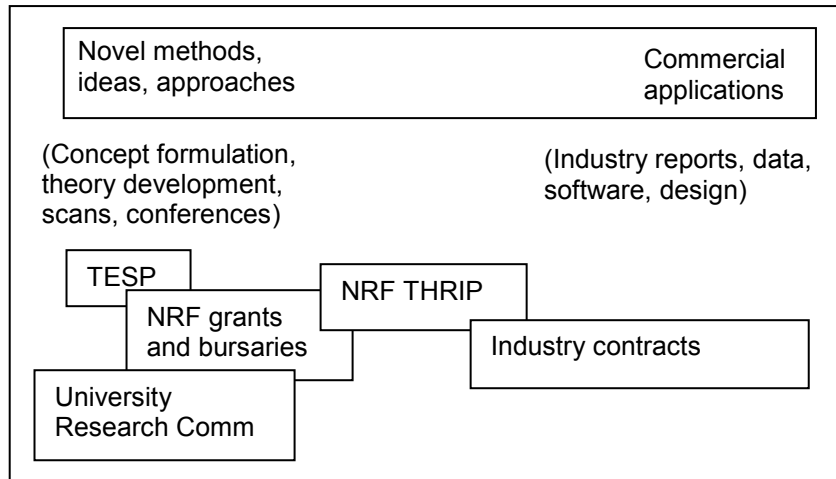 Novel methods,
ideas, approaches
Commercial
applications
(Concept formulation,
theory development,
scans, conferences)
(Industry reports, data,
software, design)
TESP
NRF THRIP
NRF grants
and bursaries
Industry contracts
University
Research Comm